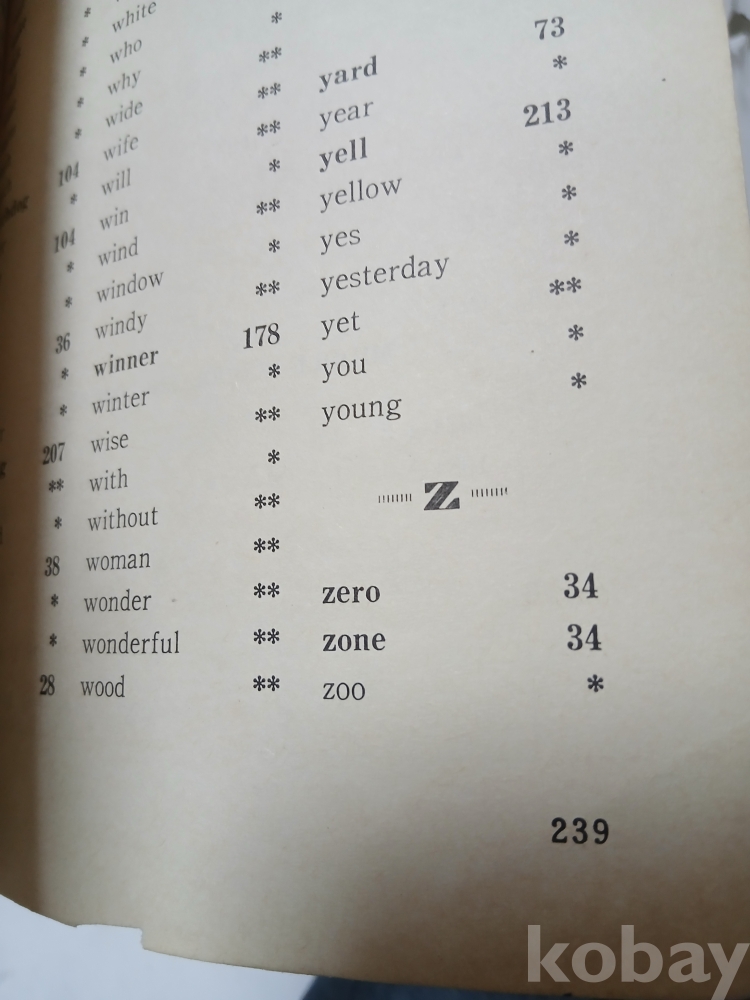 *
*
*
*
*
104
*
104
*
*
36
*
*
207
**
*
38
*
*
28
white
who
why *
wide **
wife **
will **
win *
wind **
window *
windy **
winner 178
winter *
wise **
with *
without **
woman **
wonder **
wonderful **
wood **
yard 73
year *
yell 213
yellow *
yes *
yesterday *
yet **
you *
young *
Z
zero 34
zone 34
zoo *
239
kobay